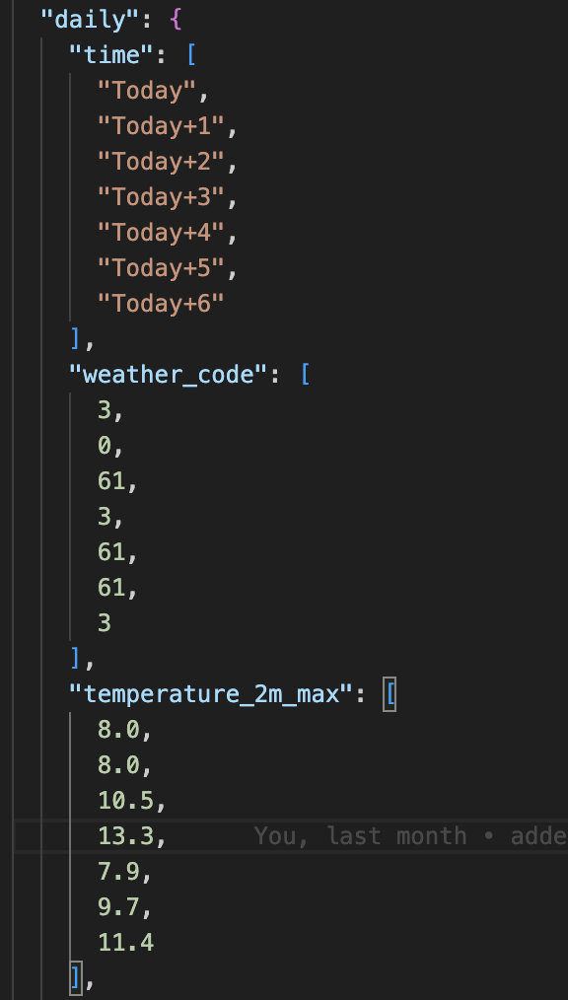 "daily": {
"time": [
"Today",
"Today+1",
"Today+2",
"Today+3",
"Today+4",
"Today+5",
"Today+6"
],
"weather_code": [
3,
0,
61,
3,
61,
61,
3
],
"temperature_2m_max": [
8.0,
8.0,
10.5,
13.3, You, last month • adde
7.9,
9.7,
11.4
],